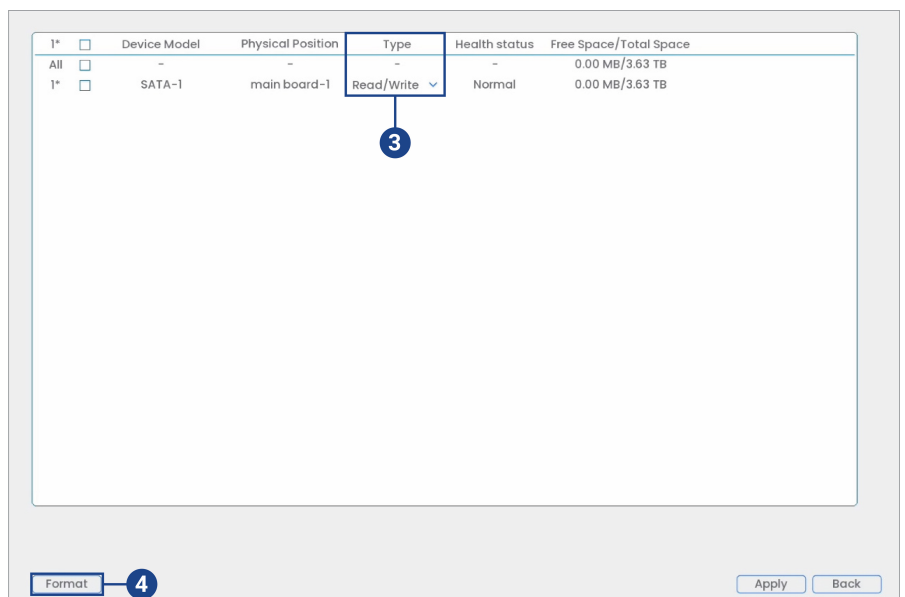 1* Device Model Physical Position Type Health status Free Space/Total Space
All - - - - 0.00 MB/3.63 TB
1* SATA-1 main board-1 Read/Write Normal 0.00 MB/3.63 TB
3
Format 4 Apply Back